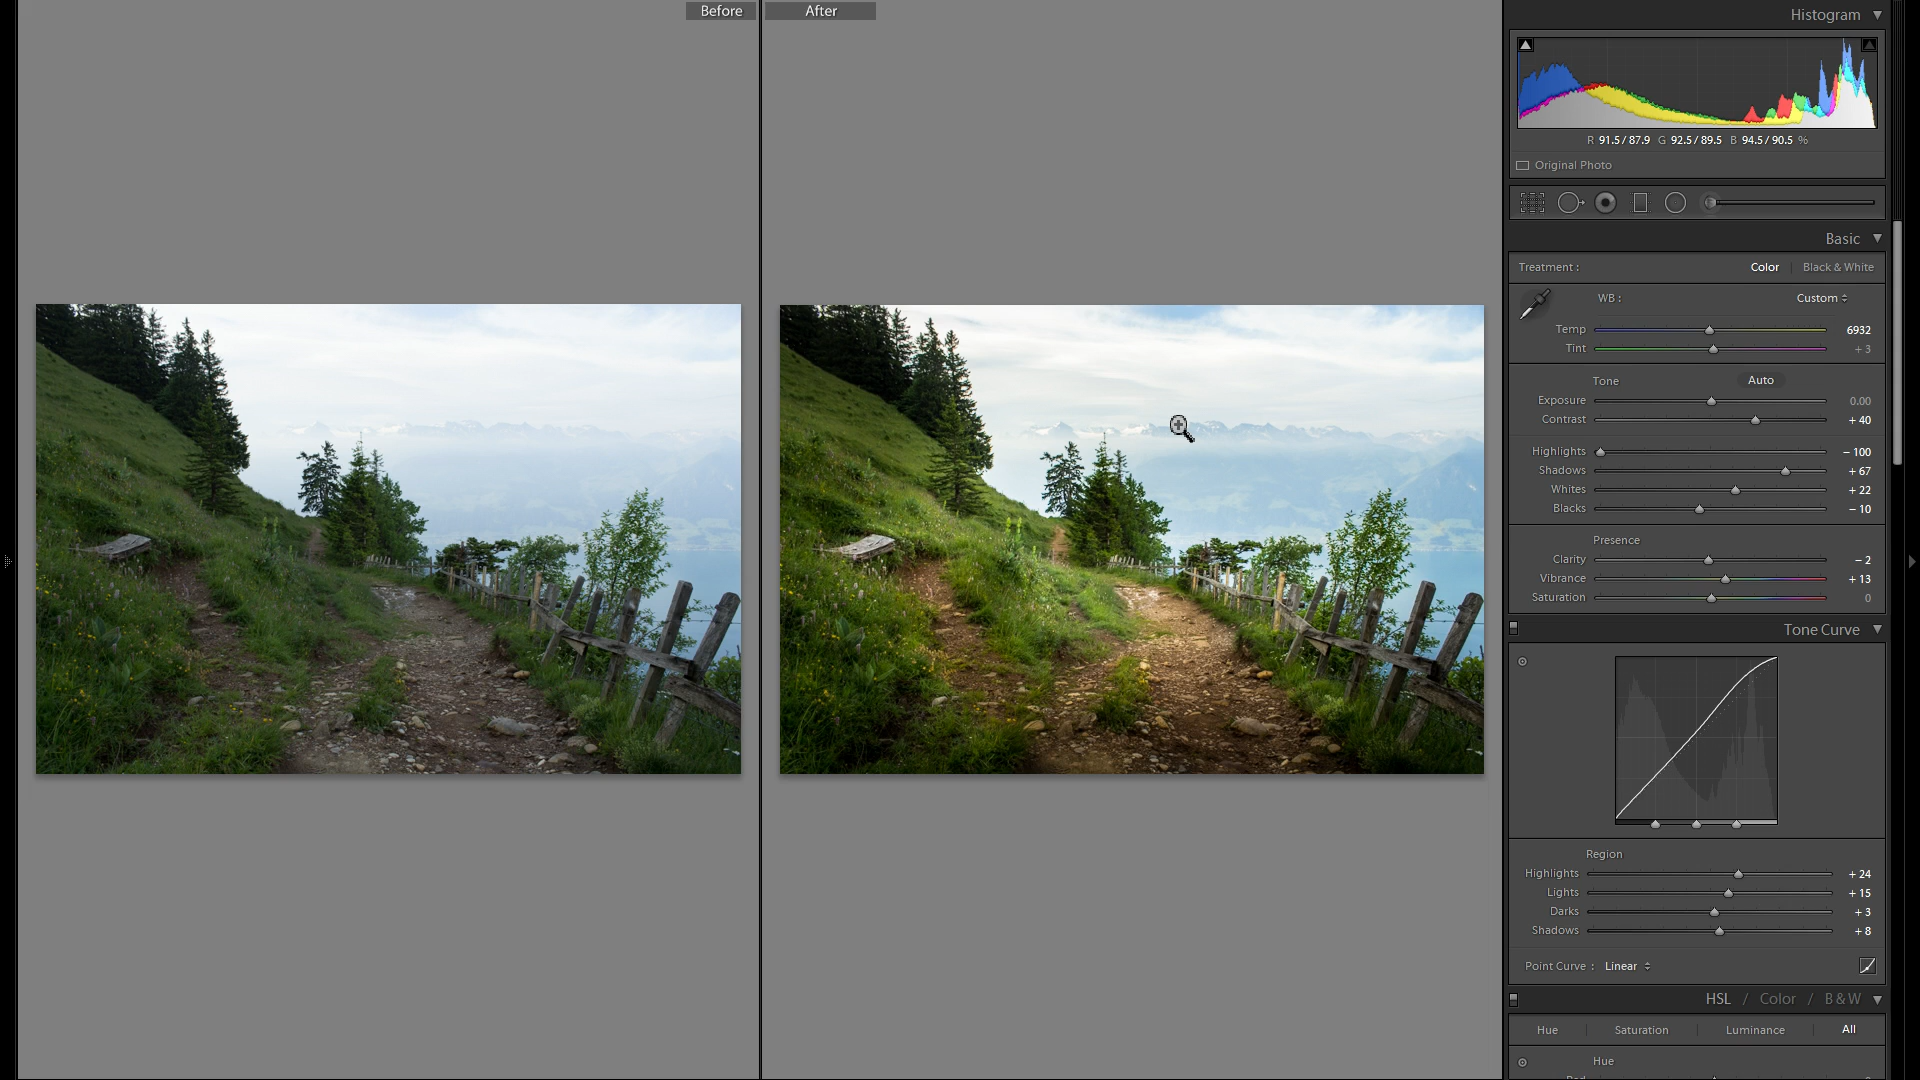 Before
After
Histogram
R 91.5 / 87.9 G 92.5 / 89.5 B 94.5 / 90.5 %
Original Photo
Basic
Treatment : Color Black & White
WB : Custom
Temp 6932
Tint + 3
Tone Auto
Exposure 0.00
Contrast + 40
Highlights − 100
Shadows + 67
Whites + 22
Blacks − 10
Presence
Clarity − 2
Vibrance + 13
Saturation 0
Tone Curve
Region
Highlights + 24
Lights + 15
Darks + 3
Shadows + 8
Point Curve : Linear
HSL / Color / B & W
Hue Saturation Luminance All
Hue